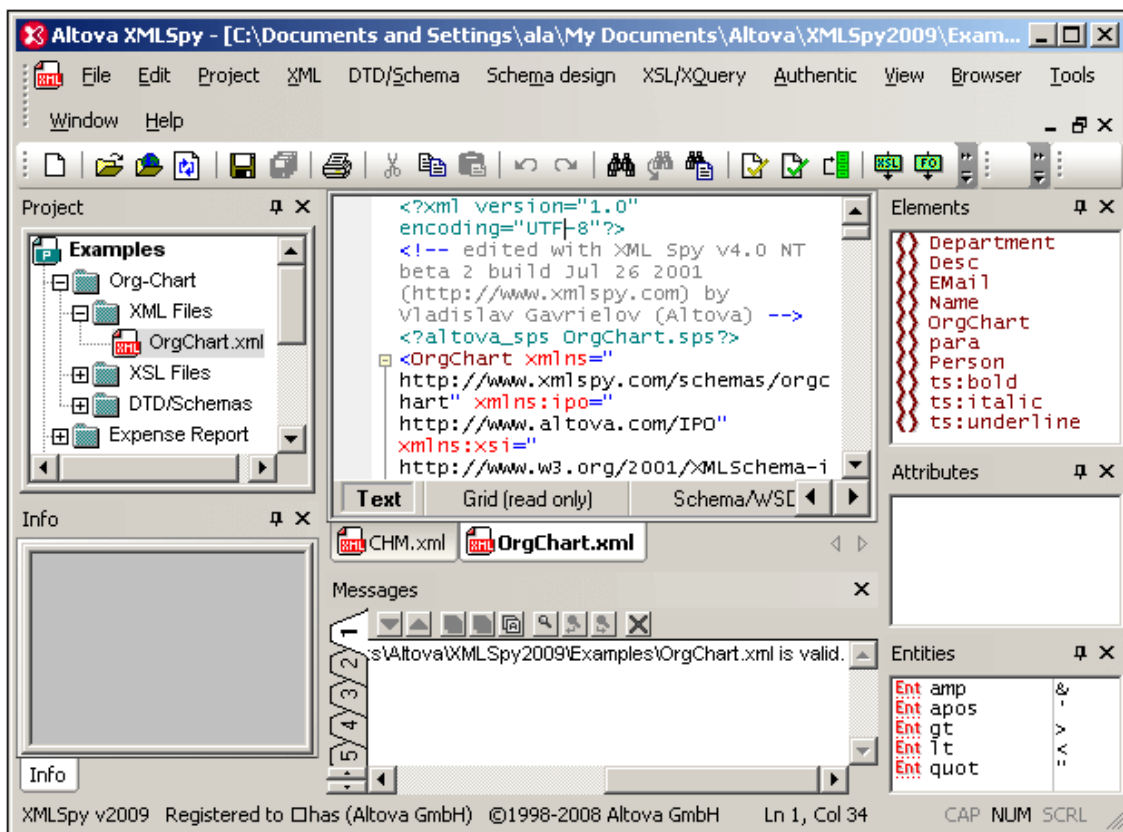 Altova XMLSpy - [C:\Documents and Settings\ala\My Documents\Altova\XMLSpy2009\Exam...
File Edit Project XML DTD/Schema Schema design XSL/XQuery Authentic View Browser Tools
Window Help
XSL FO
Project
Examples
Org-Chart
XML Files
OrgChart.xml
XSL Files
DTD/Schemas
Expense Report
Info
Info
<?xml version="1.0"
encoding="UTF-8"?>
<!-- edited with XML Spy v4.0 NT
beta 2 build Jul 26 2001
(http://www.xmlspy.com) by
Vladislav Gavrielov (Altova) -->
<?altova_sps OrgChart.sps?>
<OrgChart xmlns="
http://www.xmlspy.com/schemas/orgc
hart" xmlns:ipo="
http://www.altova.com/IPO"
xmlns:xsi="
http://www.w3.org/2001/XMLSchema-i
Text Grid (read only) Schema/WSD
CHM.xml OrgChart.xml
Messages
1
2
3
4
5
s\Altova\XMLSpy2009\Examples\OrgChart.xml is valid.
Elements
Department
Desc
EMail
Name
OrgChart
para
Person
ts:bold
ts:italic
ts:underline
Attributes
Entities
Ent amp &
Ent apos '
Ent gt >
Ent lt <
Ent quot "
XMLSpy v2009 Registered to □has (Altova GmbH) ©1998-2008 Altova GmbH Ln 1, Col 34 CAP NUM SCRL